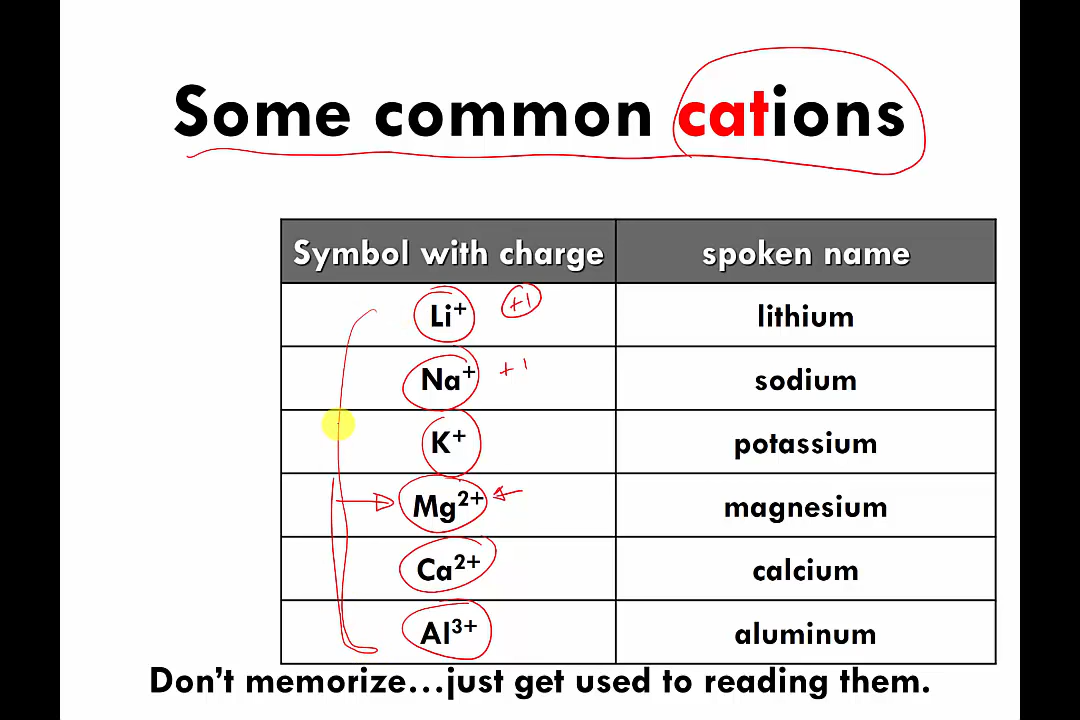 Some common cations
Symbol with charge spoken name
Li⁺ +1 lithium
Na⁺ +1 sodium
K⁺ potassium
Mg²⁺ magnesium
Ca²⁺ calcium
Al³⁺ aluminum
Don’t memorize…just get used to reading them.